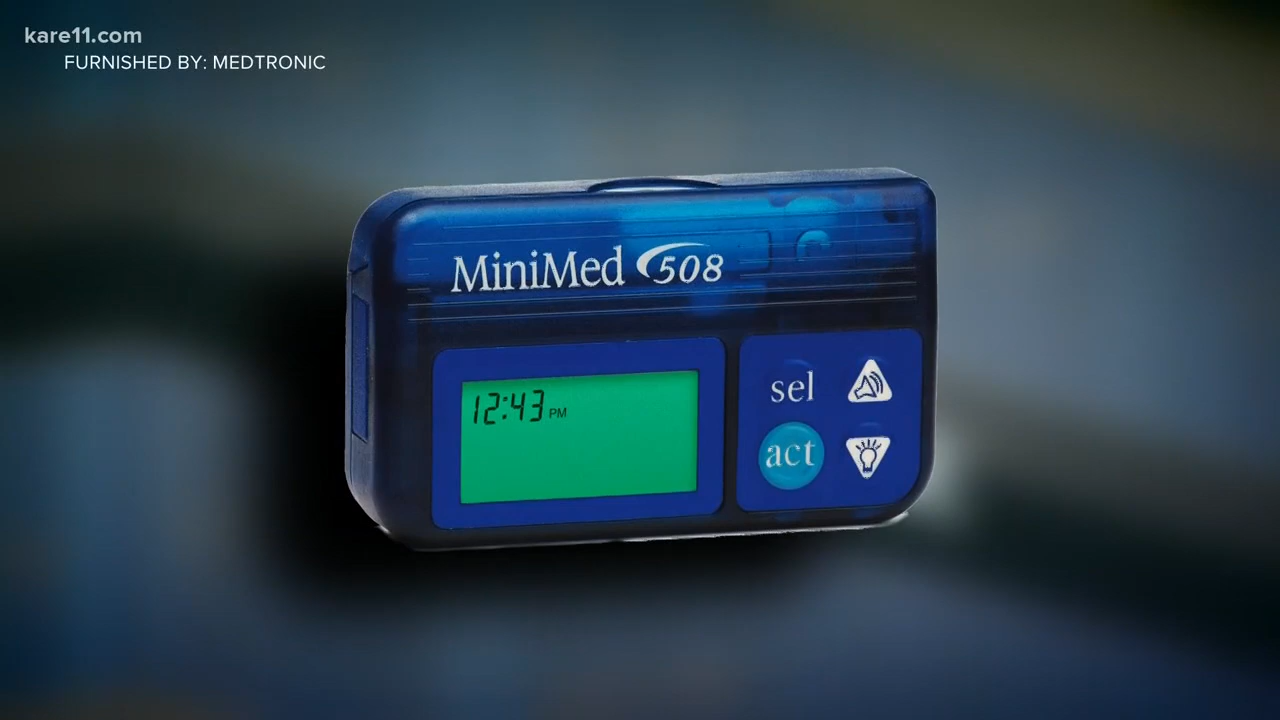 kare11.com
FURNISHED BY: MEDTRONIC
MiniMed 508
12:43 PM
sel
act